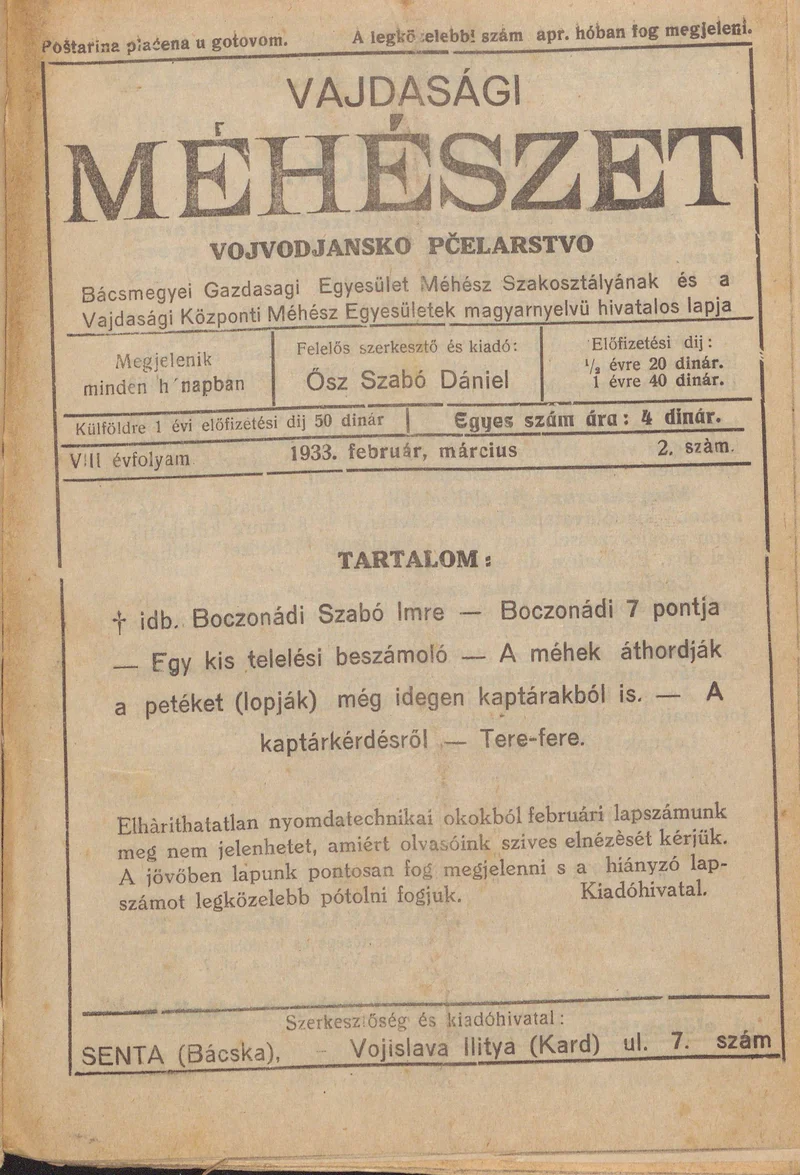 Poštarina plaćena u gotovom. A legkö elebbi szám apr. hóban fog megjeleni.
VAJDASÁGI
MÉHÉSZET
VOJVODJANSKO PČELARSTVO
Bácsmegyei Gazdasagi Egyesület Méhész Szakosztályának és a
Vajdasági Központi Méhész Egyesületek magyarnyelvü hivatalos lapja
Megjelenik
minden h´napban
Felelős szerkesztő és kiadó:
Ősz Szabó Dániel
Előfizetési dij:
½ évre 20 dinár.
1 évre 40 dinár.
Külföldre 1 évi előfizetési dij 50 dinár | Egyes szám ára: 4 dinár.
VIII évfolyam 1933. február, március 2. szàm.
TARTALOM:
† idb. Boczonádi Szabó Imre — Boczonádi 7 pontja
— Egy kis telelési beszámoló — A méhek áthordják
a petéket (lopják) még idegen kaptárakból is. — A
kaptárkérdésről — Tere-fere.
Elhàrithatatlan nyomdatechnikai okokból februári lapszámunk
meg nem jelenhetet, amiért olvasóink szives elnézèsét kérjük.
A jövőben lapunk pontosan fog megjelenni s a hiányzó lap-
számot legközelebb pótolni fogjuk. Kiadóhivatal.
Szerkesztőség és kiadóhivatal:
SENTA (Bácska), - Vojislava Ilitya (Kard) ul. 7. szám